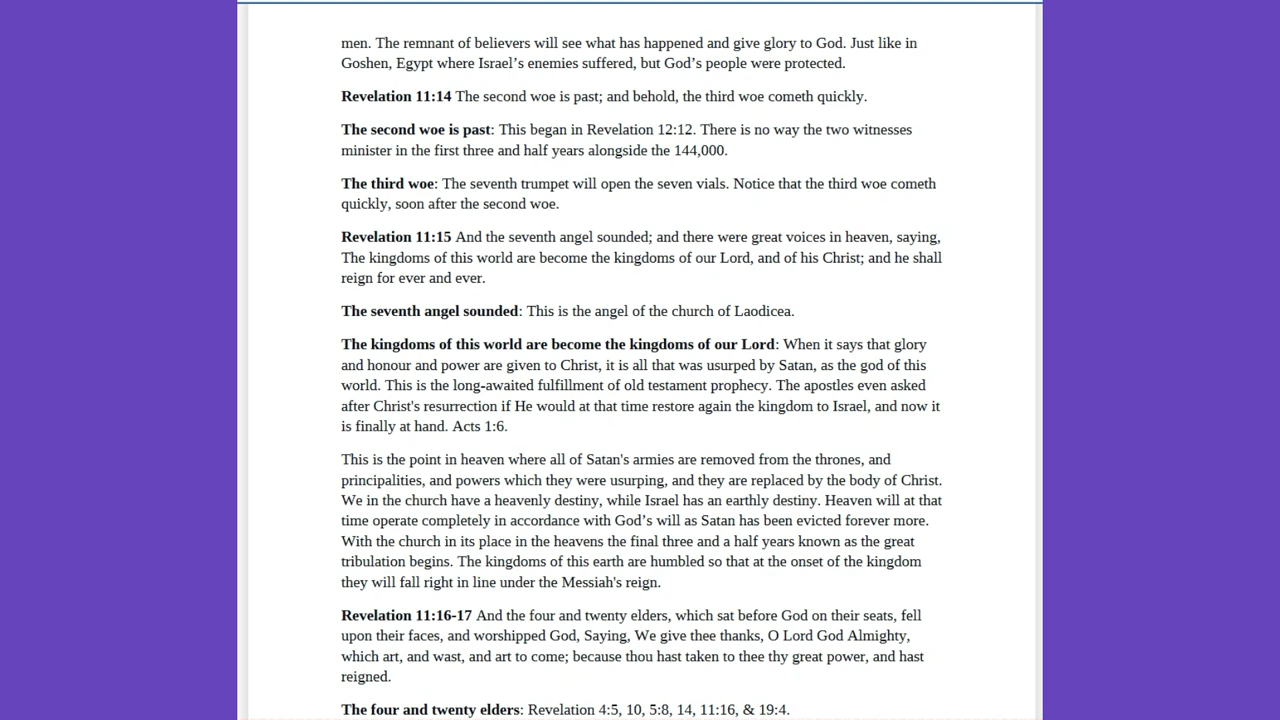 men. The remnant of believers will see what has happened and give glory to God. Just like in
Goshen, Egypt where Israel’s enemies suffered, but God’s people were protected.
Revelation 11:14 The second woe is past; and behold, the third woe cometh quickly.
The second woe is past: This began in Revelation 12:12. There is no way the two witnesses
minister in the first three and half years alongside the 144,000.
The third woe: The seventh trumpet will open the seven vials. Notice that the third woe cometh
quickly, soon after the second woe.
Revelation 11:15 And the seventh angel sounded; and there were great voices in heaven, saying,
The kingdoms of this world are become the kingdoms of our Lord, and of his Christ; and he shall
reign for ever and ever.
The seventh angel sounded: This is the angel of the church of Laodicea.
The kingdoms of this world are become the kingdoms of our Lord: When it says that glory
and honour and power are given to Christ, it is all that was usurped by Satan, as the god of this
world. This is the long-awaited fulfillment of old testament prophecy. The apostles even asked
after Christ's resurrection if He would at that time restore again the kingdom to Israel, and now it
is finally at hand. Acts 1:6.
This is the point in heaven where all of Satan's armies are removed from the thrones, and
principalities, and powers which they were usurping, and they are replaced by the body of Christ.
We in the church have a heavenly destiny, while Israel has an earthly destiny. Heaven will at that
time operate completely in accordance with God’s will as Satan has been evicted forever more.
With the church in its place in the heavens the final three and a half years known as the great
tribulation begins. The kingdoms of this earth are humbled so that at the onset of the kingdom
they will fall right in line under the Messiah's reign.
Revelation 11:16-17 And the four and twenty elders, which sat before God on their seats, fell
upon their faces, and worshipped God, Saying, We give thee thanks, O Lord God Almighty,
which art, and wast, and art to come; because thou hast taken to thee thy great power, and hast
reigned.
The four and twenty elders: Revelation 4:5, 10, 5:8, 14, 11:16, & 19:4.